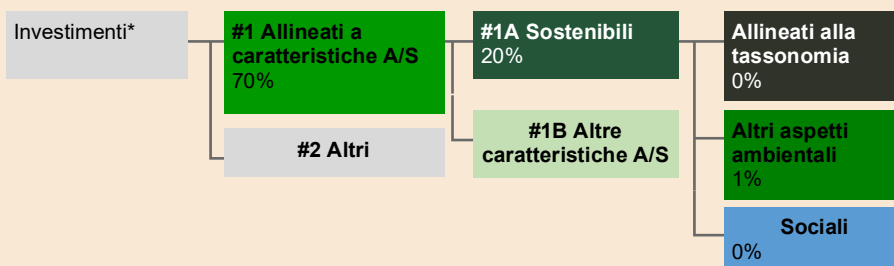 Investimenti*
#1 Allineati a
caratteristiche A/S
70%
#2 Altri
#1A Sostenibili
20%
#1B Altre
caratteristiche A/S
Allineati alla
tassonomia
0%
Altri aspetti
ambientali
1%
Sociali
0%